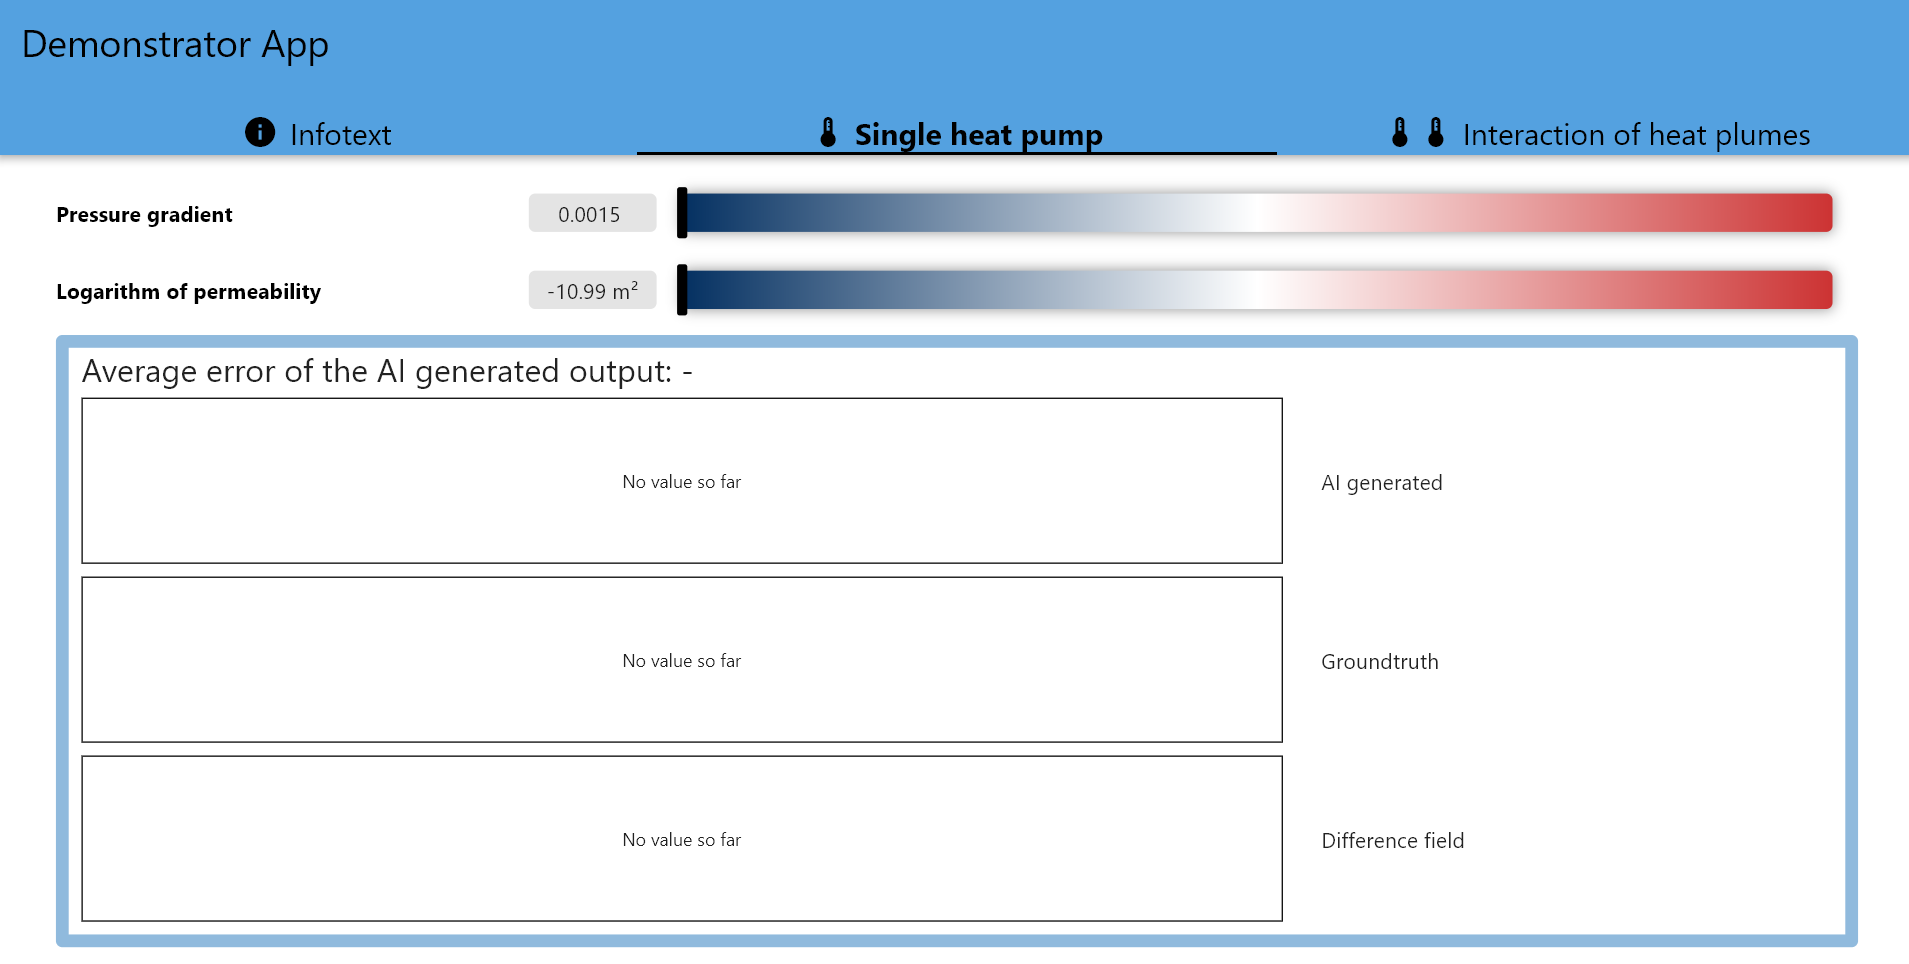 Demonstrator App
Infotext
Single heat pump
Interaction of heat plumes
Pressure gradient
0.0015
Logarithm of permeability
-10.99 m²
Average error of the AI generated output: -
No value so far
AI generated
No value so far
Groundtruth
No value so far
Difference field